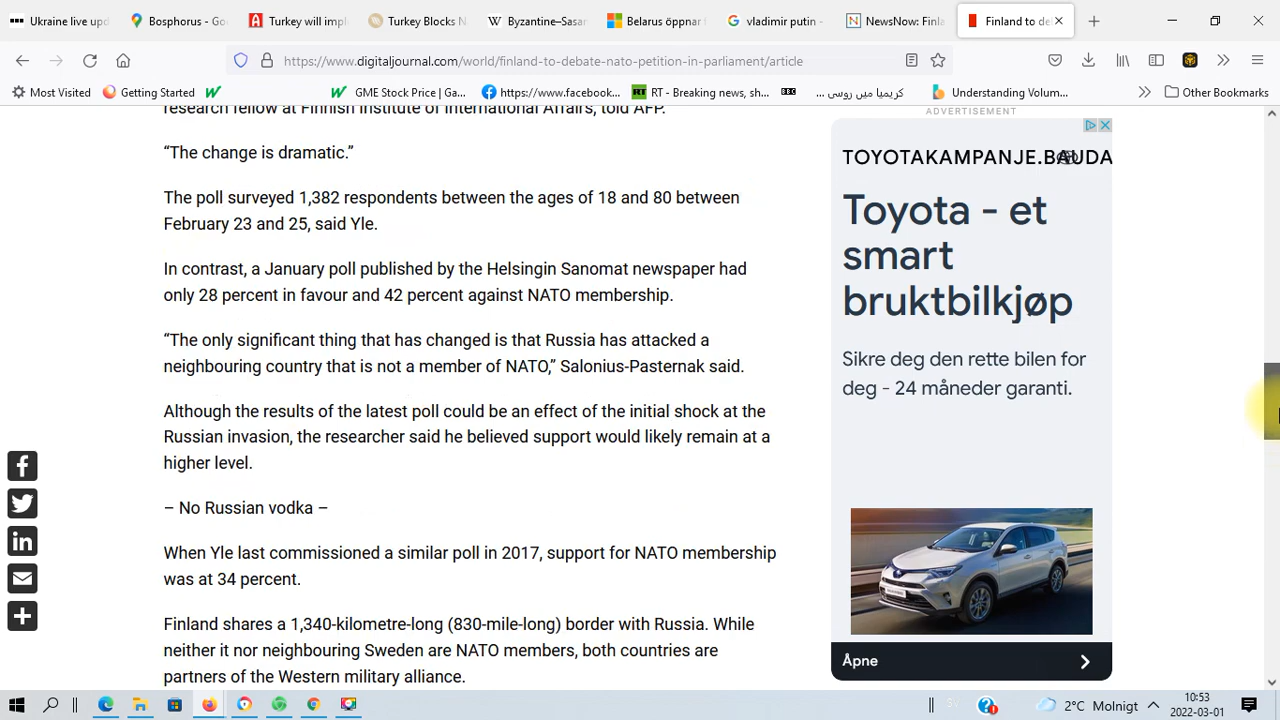 Ukraine live upd
Bosphorus - Go
Turkey will impl
Turkey Blocks N
Byzantine–Sasan
Belarus öppnar f
vladimir putin -
NewsNow: Finla
Finland to de
https://www.digitaljournal.com/world/finland-to-debate-nato-petition-in-parliament/article
Most Visited
Getting Started
GME Stock Price | Ga...
https://www.facebook...
RT - Breaking news, sh...
کریمیا میں روسی ...
Understanding Volum...
Other Bookmarks
research fellow at Finnish Institute of International Affairs, told AFP.
“The change is dramatic.”
The poll surveyed 1,382 respondents between the ages of 18 and 80 between
February 23 and 25, said Yle.
In contrast, a January poll published by the Helsingin Sanomat newspaper had
only 28 percent in favour and 42 percent against NATO membership.
“The only significant thing that has changed is that Russia has attacked a
neighbouring country that is not a member of NATO,” Salonius-Pasternak said.
Although the results of the latest poll could be an effect of the initial shock at the
Russian invasion, the researcher said he believed support would likely remain at a
higher level.
– No Russian vodka –
When Yle last commissioned a similar poll in 2017, support for NATO membership
was at 34 percent.
Finland shares a 1,340-kilometre-long (830-mile-long) border with Russia. While
neither it nor neighbouring Sweden are NATO members, both countries are
partners of the Western military alliance.
ADVERTISEMENT
TOYOTAKAMPANJE.BAUDA
Toyota - et
smart
bruktbilkjøp
Sikre deg den rette bilen for
deg - 24 måneder garanti.
Åpne
2°C Molnigt
10:53
2022-03-01